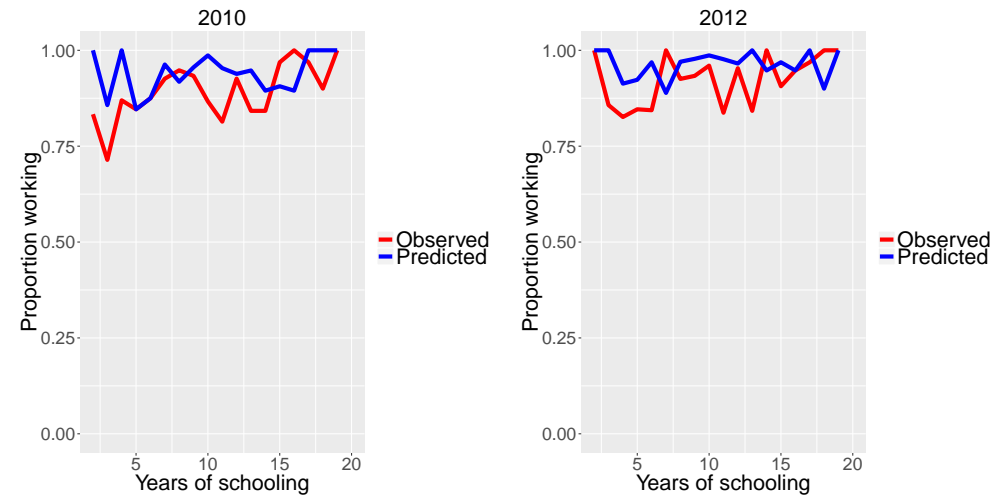 2010
Proportion working
1.00
0.75
0.50
0.25
0.00
5 10 15 20
Years of schooling
Observed
Predicted
2012
Proportion working
1.00
0.75
0.50
0.25
0.00
5 10 15 20
Years of schooling
Observed
Predicted